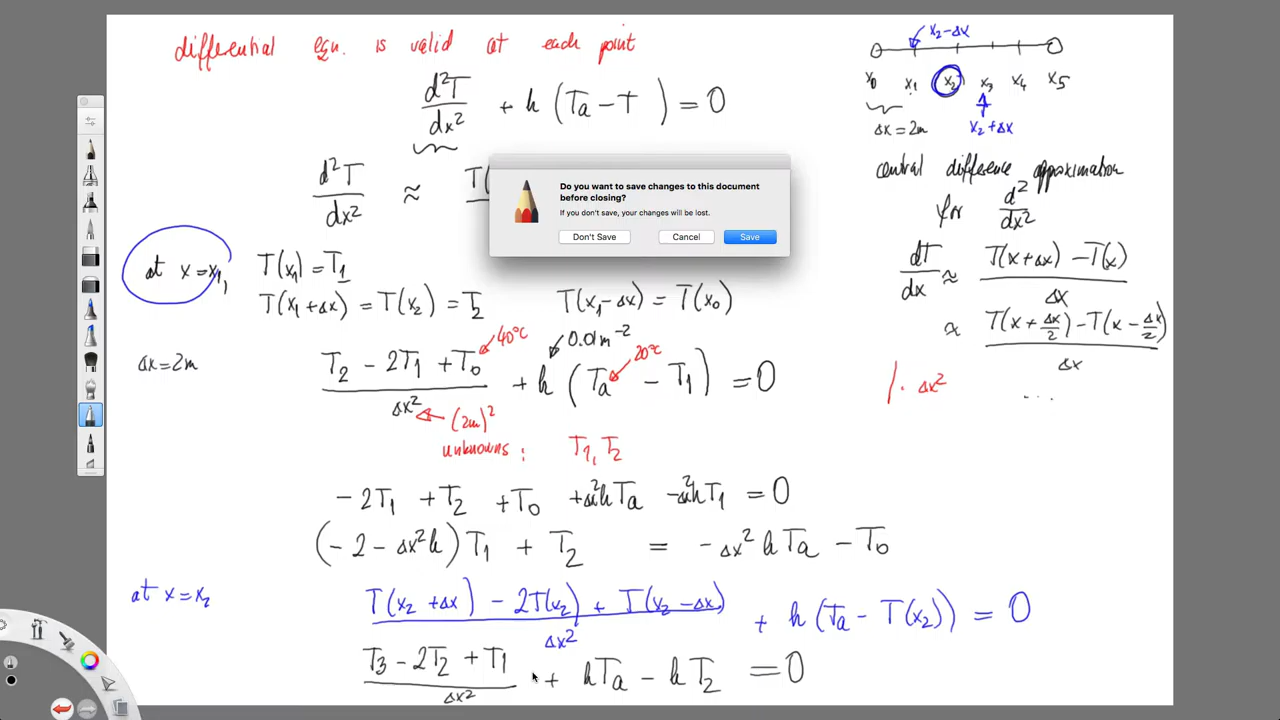 differential eqn. is valid at each point
d²T/dx² + h (Ta - T ) = 0
d²T/dx² ≈ T(
Do you want to save changes to this document
before closing?
If you don't save, your changes will be lost.
Don't Save
Cancel
Save
at x = x1, T(x1) = T1
T(x1 + Δx) = T(x2) = T2 T(x1 - Δx) = T(x0)
Δx = 2m
(T2 - 2T1 + T0)/Δx² + h (Ta - T1) = 0
40°C
0.01m⁻²
20°C
(2m)²
unknowns : T1, T2
- 2T1 + T2 + T0 + Δx²hTa - Δx²hT1 = 0
(- 2 - Δx²h) T1 + T2 = - Δx² h Ta - T0
at x = x2
(T(x2 + Δx) - 2T(x2) + T(x2 - Δx))/Δx² + h (Ta - T(x2)) = 0
(T3 - 2T2 + T1)/Δx² + hTa - hT2 = 0
x2 - Δx
x0 x1 x2 x3 x4 x5
Δx = 2m
x2 + Δx
central difference approximation
for d²/dx²
dT/dx ≈ (T(x + Δx) - T(x))/Δx
≈ (T(x + Δx/2) - T(x - Δx/2))/Δx
/ · Δx²
...